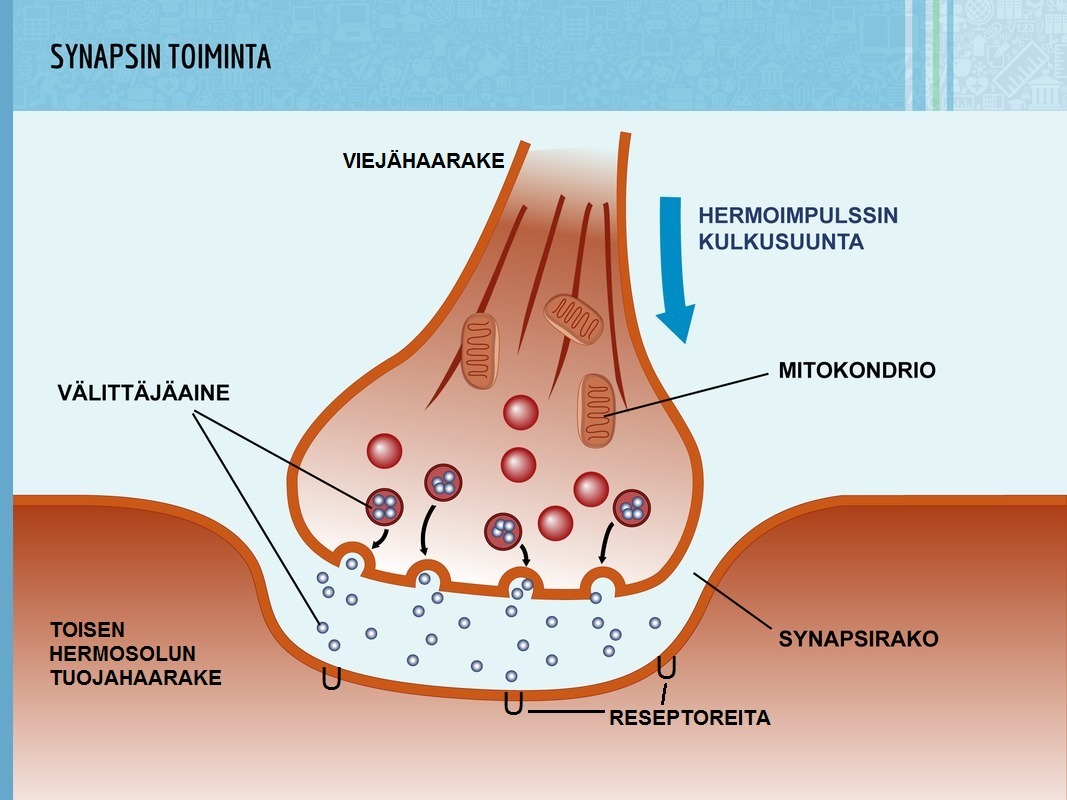 SYNAPSIN TOIMINTA
VIEJÄHAARAKE
HERMOIMPULSSIN
KULKUSUUNTA
MITOKONDRIO
VÄLITTÄJÄAINE
TOISEN
HERMOSOLUN
TUOJAHAARAKE
SYNAPSIRAKO
RESEPTOREITA